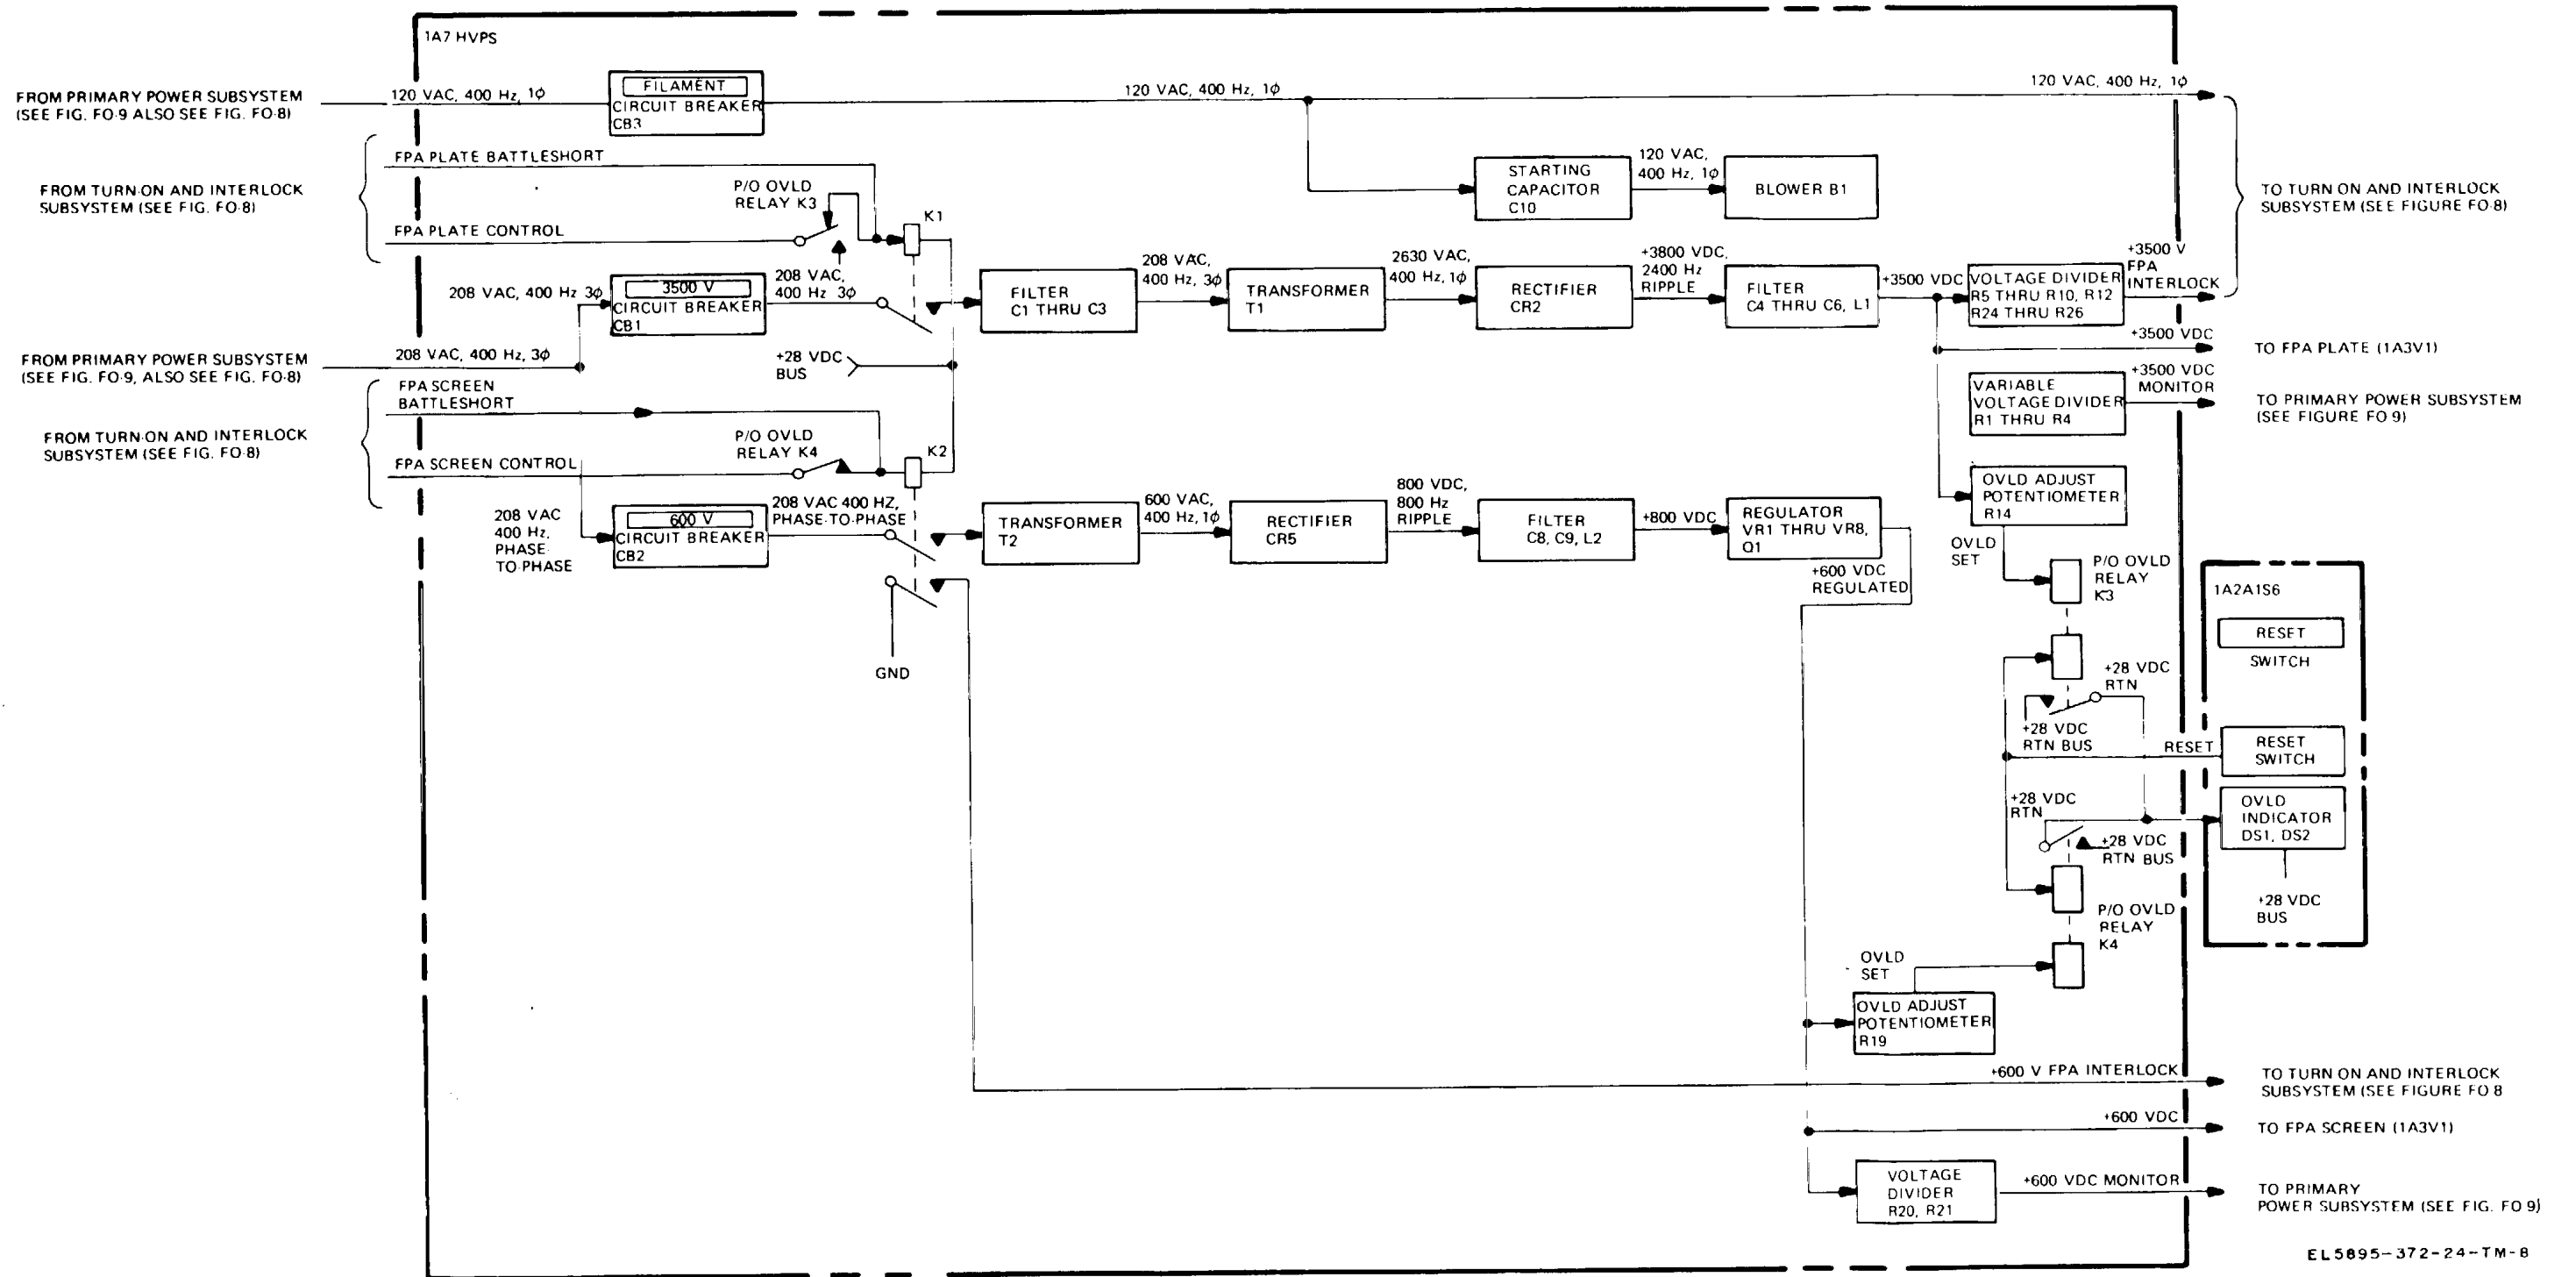 1A7 HVPS
FROM PRIMARY POWER SUBSYSTEM
(SEE FIG. FO-9 ALSO SEE FIG. FO-8)
120 VAC, 400 Hz, 1φ
FILAMENT
CIRCUIT BREAKER
CB3
120 VAC, 400 Hz, 1φ
120 VAC, 400 Hz, 1φ
FPA PLATE BATTLESHORT
FROM TURN-ON AND INTERLOCK
SUBSYSTEM (SEE FIG. FO-8)
P/O OVLD
RELAY K3
K1
FPA PLATE CONTROL
STARTING
CAPACITOR
C10
120 VAC,
400 Hz, 1φ
BLOWER B1
TO TURN ON AND INTERLOCK
SUBSYSTEM (SEE FIGURE FO-8)
208 VAC, 400 Hz 3φ
3500 V
CIRCUIT BREAKER
CB1
208 VAC,
400 Hz 3φ
FILTER
C1 THRU C3
208 VAC,
400 Hz, 3φ
TRANSFORMER
T1
2630 VAC,
400 Hz, 1φ
RECTIFIER
CR2
+3800 VDC,
2400 Hz
RIPPLE
FILTER
C4 THRU C6, L1
+3500 VDC
VOLTAGE DIVIDER
R5 THRU R10, R12
R24 THRU R26
+3500 V
FPA
INTERLOCK
FROM PRIMARY POWER SUBSYSTEM
(SEE FIG. FO-9, ALSO SEE FIG. FO-8)
208 VAC, 400 Hz, 3φ
+28 VDC
BUS
+3500 VDC
TO FPA PLATE (1A3V1)
VARIABLE
VOLTAGE DIVIDER
R1 THRU R4
+3500 VDC
MONITOR
TO PRIMARY POWER SUBSYSTEM
(SEE FIGURE FO 9)
FPA SCREEN
BATTLESHORT
FROM TURN-ON AND INTERLOCK
SUBSYSTEM (SEE FIG. FO-8)
P/O OVLD
RELAY K4
K2
FPA SCREEN CONTROL
208 VAC
400 Hz,
PHASE-
TO-PHASE
600 V
CIRCUIT BREAKER
CB2
208 VAC 400 HZ,
PHASE-TO-PHASE
TRANSFORMER
T2
600 VAC,
400 Hz, 1φ
RECTIFIER
CR5
800 VDC,
800 Hz
RIPPLE
FILTER
C8, C9, L2
+800 VDC
REGULATOR
VR1 THRU VR8,
Q1
+600 VDC
REGULATED
OVLD ADJUST
POTENTIOMETER
R14
OVLD
SET
P/O OVLD
RELAY
K3
GND
1A2A1S6
RESET
SWITCH
+28 VDC
RTN
+28 VDC
RTN BUS
RESET
RESET
SWITCH
+28 VDC
RTN
+28 VDC
RTN BUS
OVLD
INDICATOR
DS1, DS2
+28 VDC
BUS
P/O OVLD
RELAY
K4
OVLD
SET
OVLD ADJUST
POTENTIOMETER
R19
+600 V FPA INTERLOCK
TO TURN ON AND INTERLOCK
SUBSYSTEM (SEE FIGURE FO 8
+600 VDC
TO FPA SCREEN (1A3V1)
VOLTAGE
DIVIDER
R20, R21
+600 VDC MONITOR
TO PRIMARY
POWER SUBSYSTEM (SEE FIG. FO 9)
EL5895-372-24-TM-8